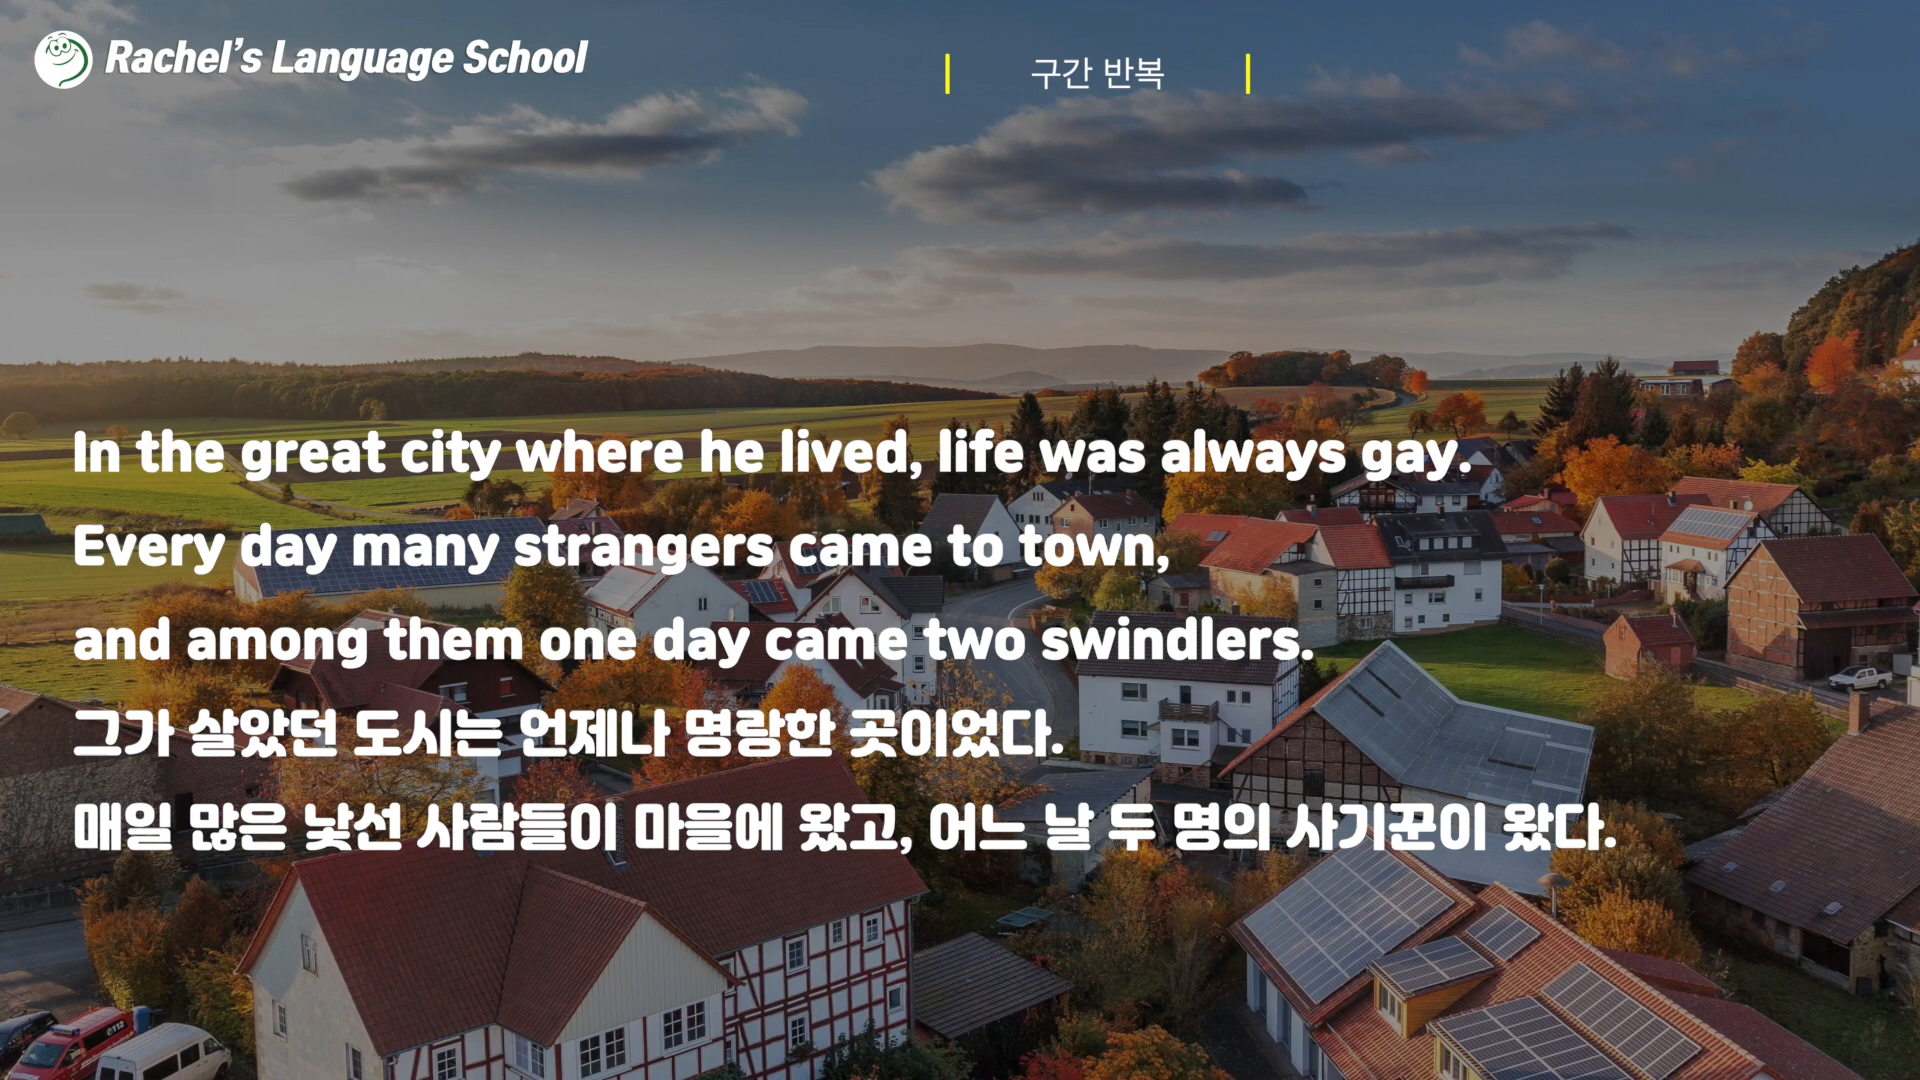 Rachel's Language School
구간 반복
In the great city where he lived, life was always gay.
Every day many strangers came to town,
and among them one day came two swindlers.
그가 살았던 도시는 언제나 명랑한 곳이었다.
매일 많은 낯선 사람들이 마을에 왔고, 어느 날 두 명의 사기꾼이 왔다.
112